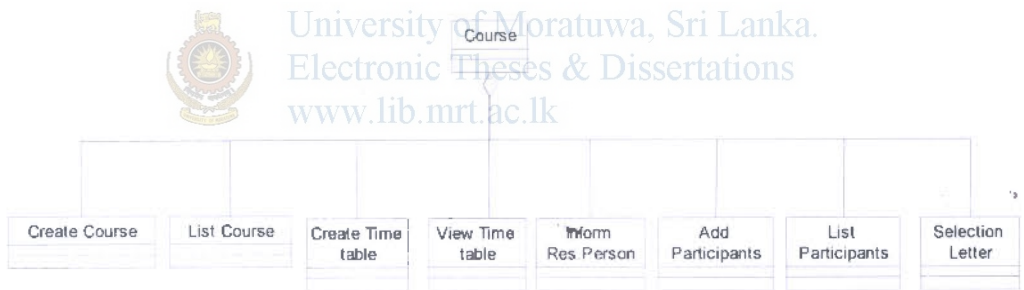 University of Moratuwa, Sri Lanka.
Electronic Theses & Dissertations
www.lib.mrt.ac.lk
Course
Create Course
List Course
Create Time
table
View Time
table
Inform
Res.Person
Add
Participants
List
Participants
Selection
Letter